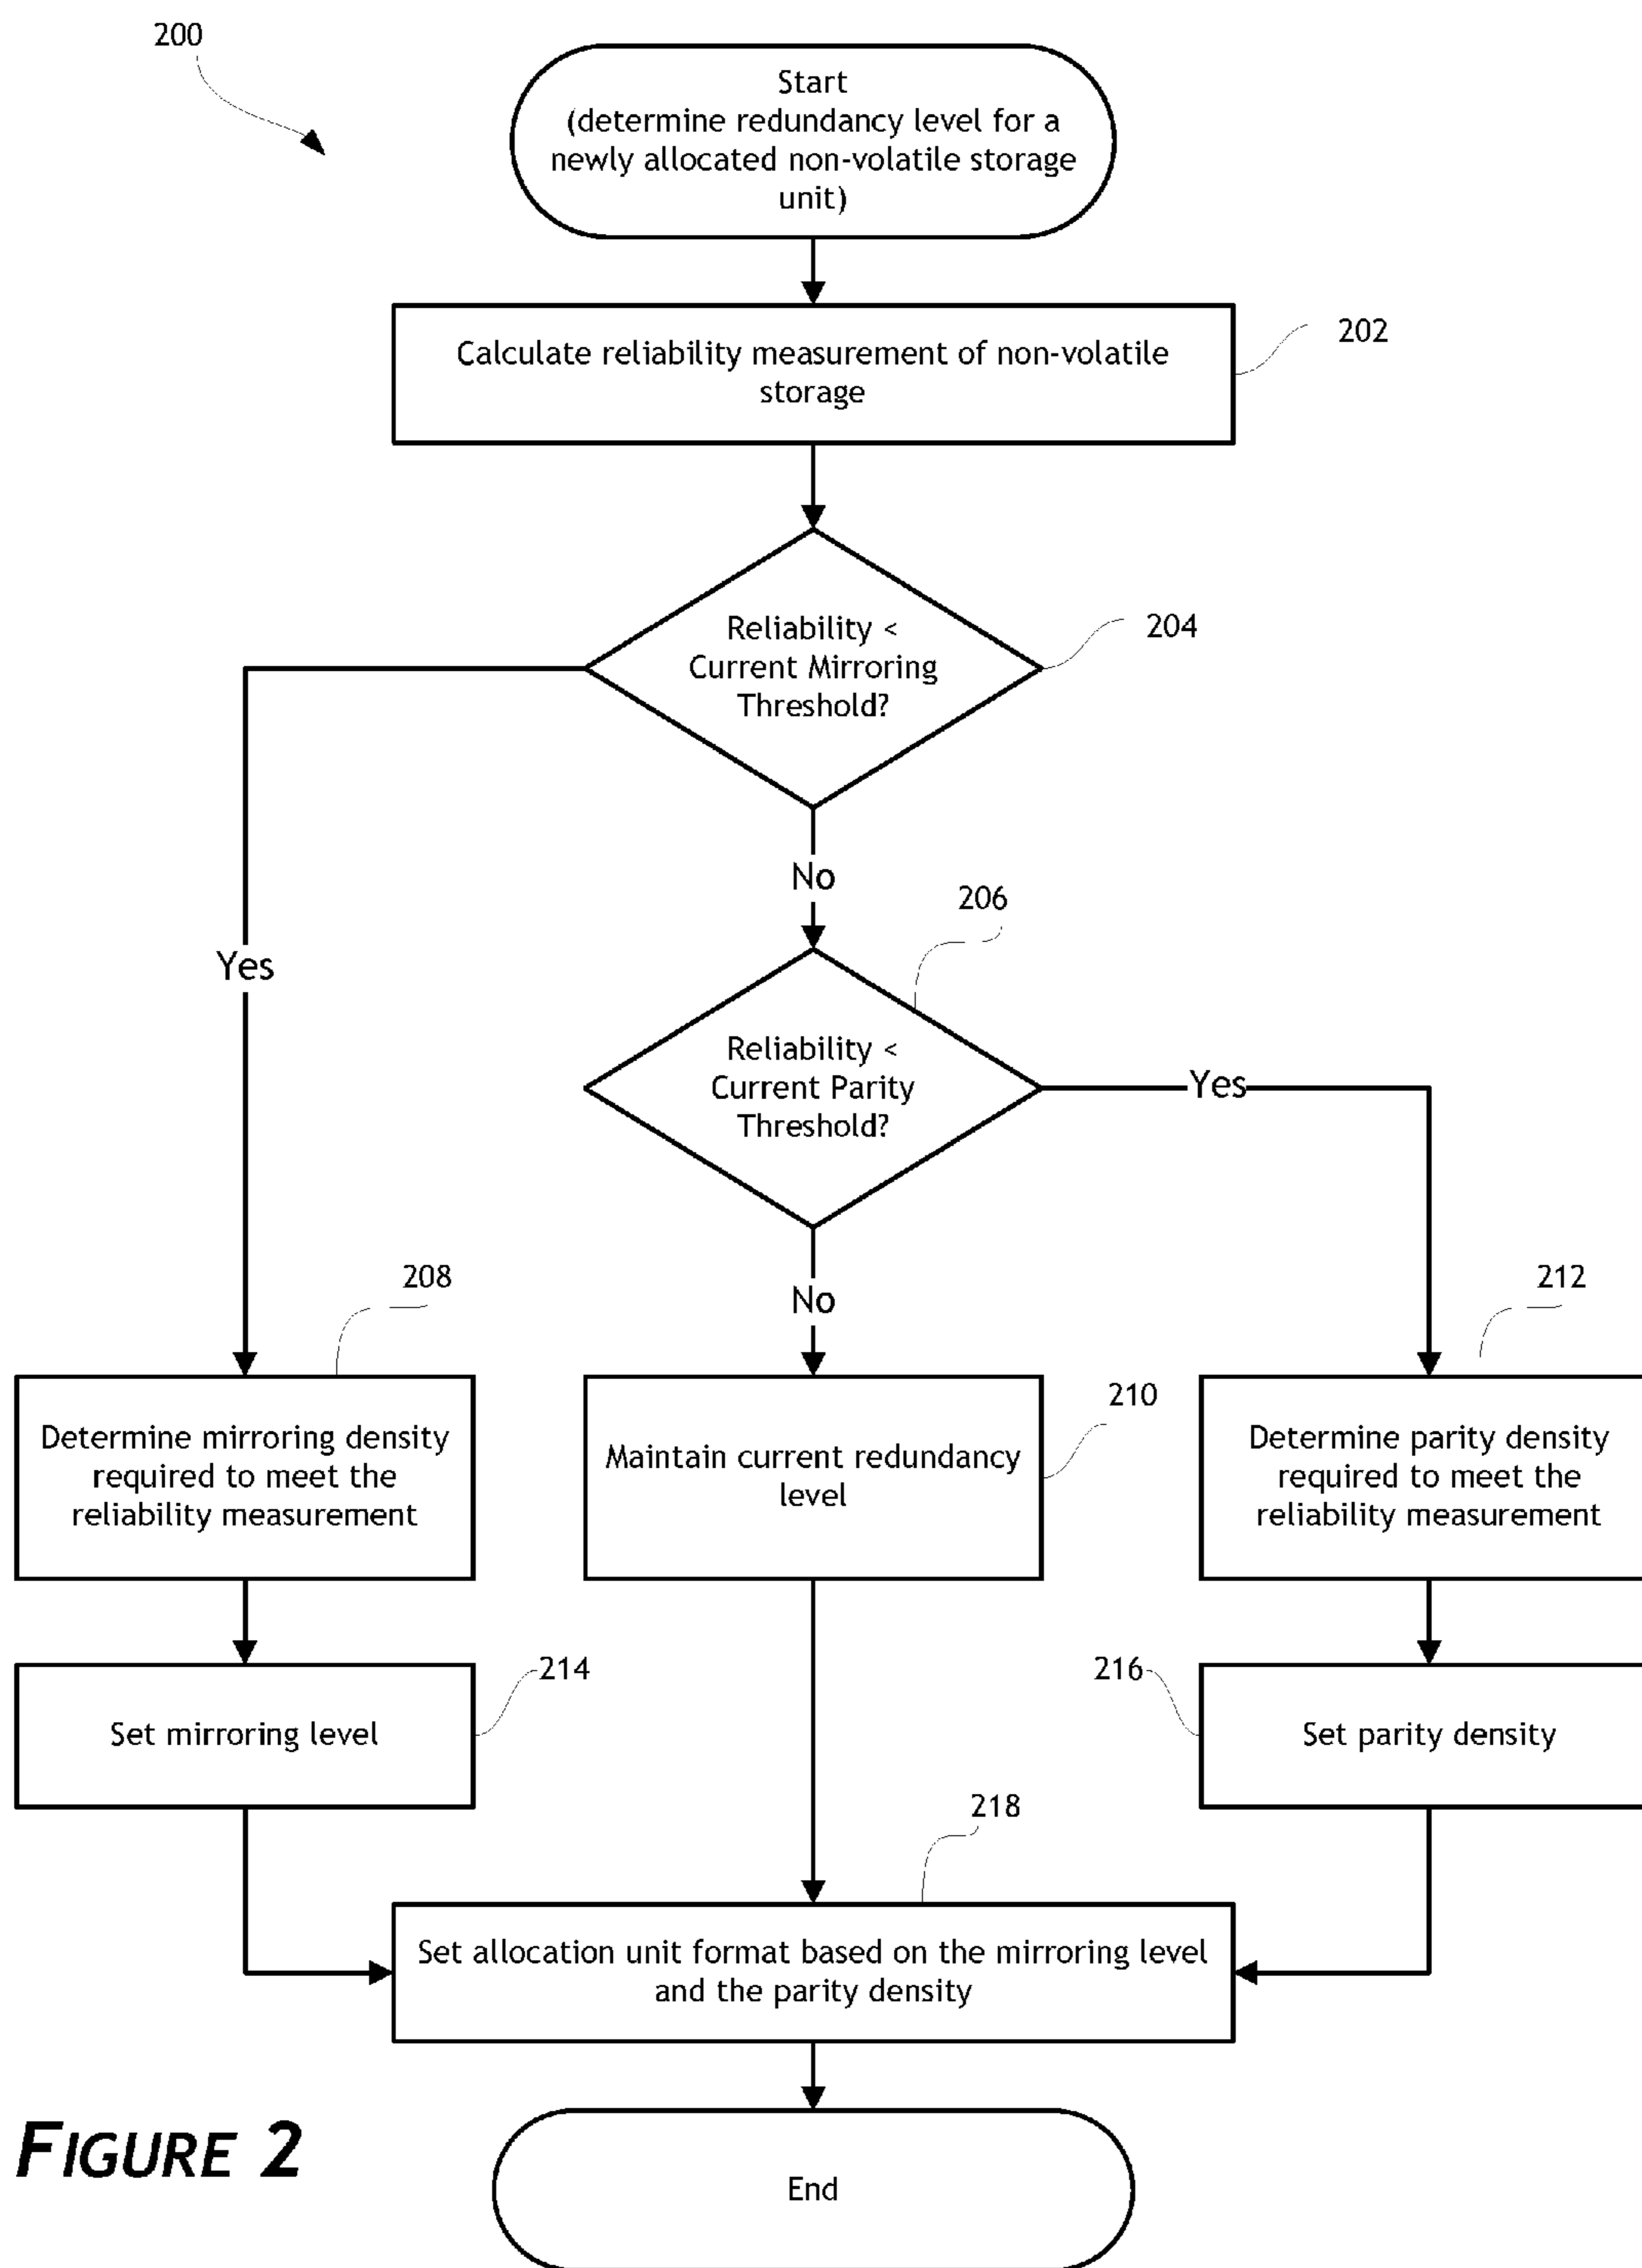 200
Start
(determine redundancy level for a
newly allocated non-volatile storage
unit)
Calculate reliability measurement of non-volatile
storage
202
Reliability <
Current Mirroring
Threshold?
204
No
206
Yes
Reliability <
Current Parity
Threshold?
Yes
208
No
212
210
Determine mirroring density
required to meet the
reliability measurement
Maintain current redundancy
level
Determine parity density
required to meet the
reliability measurement
214
216
Set mirroring level
Set parity density
218
Set allocation unit format based on the mirroring level
and the parity density
FIGURE 2
End